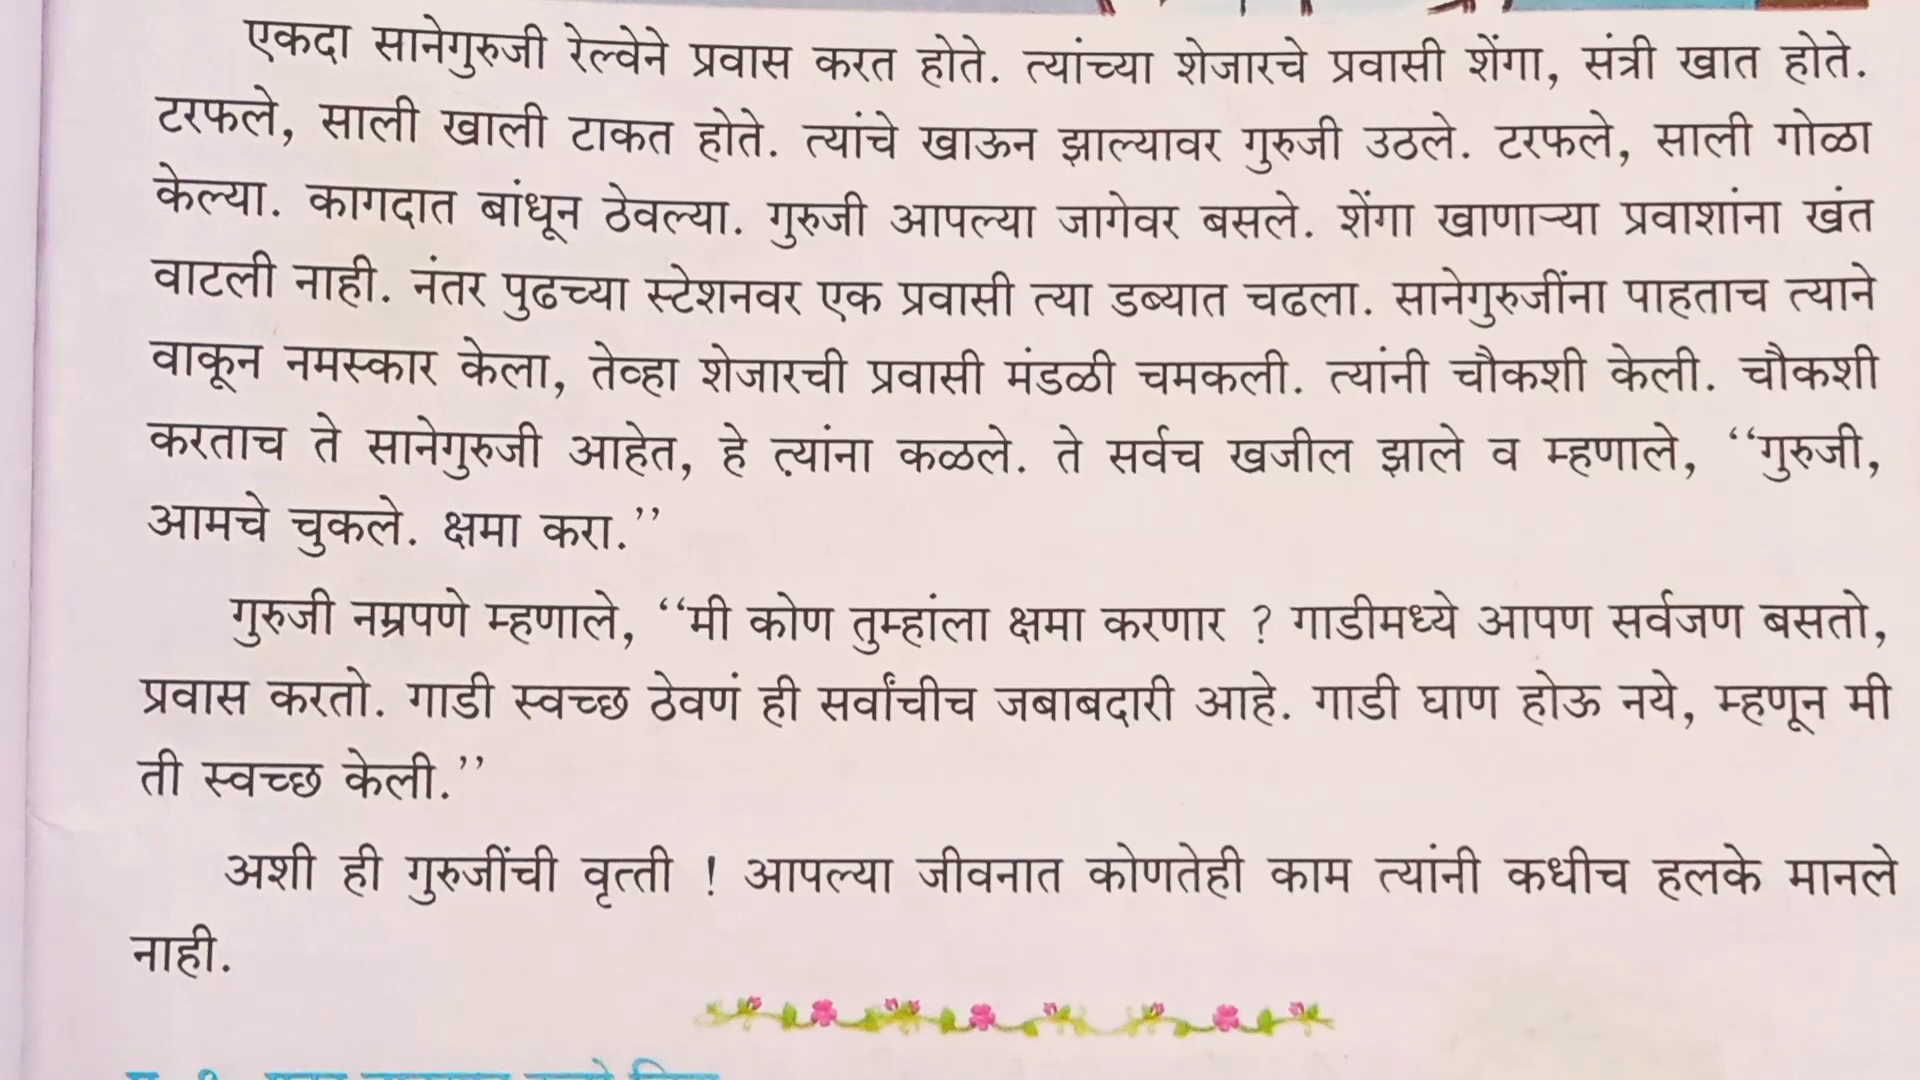 एकदा सानेगुरुजी रेल्वेने प्रवास करत होते. त्यांच्या शेजारचे प्रवासी शेंगा, संत्री खात होते.
टरफले, साली खाली टाकत होते. त्यांचे खाऊन झाल्यावर गुरुजी उठले. टरफले, साली गोळा
केल्या. कागदात बांधून ठेवल्या. गुरुजी आपल्या जागेवर बसले. शेंगा खाणाऱ्या प्रवाशांना खंत
वाटली नाही. नंतर पुढच्या स्टेशनवर एक प्रवासी त्या डब्यात चढला. सानेगुरुजींना पाहताच त्याने
वाकून नमस्कार केला, तेव्हा शेजारची प्रवासी मंडळी चमकली. त्यांनी चौकशी केली. चौकशी
करताच ते सानेगुरुजी आहेत, हे त्यांना कळले. ते सर्वच खजील झाले व म्हणाले, ‘‘गुरुजी,
आमचे चुकले. क्षमा करा.’’
गुरुजी नम्रपणे म्हणाले, ‘‘मी कोण तुम्हांला क्षमा करणार ? गाडीमध्ये आपण सर्वजण बसतो,
प्रवास करतो. गाडी स्वच्छ ठेवणं ही सर्वांचीच जबाबदारी आहे. गाडी घाण होऊ नये, म्हणून मी
ती स्वच्छ केली.’’
अशी ही गुरुजींची वृत्ती ! आपल्या जीवनात कोणतेही काम त्यांनी कधीच हलके मानले
नाही.